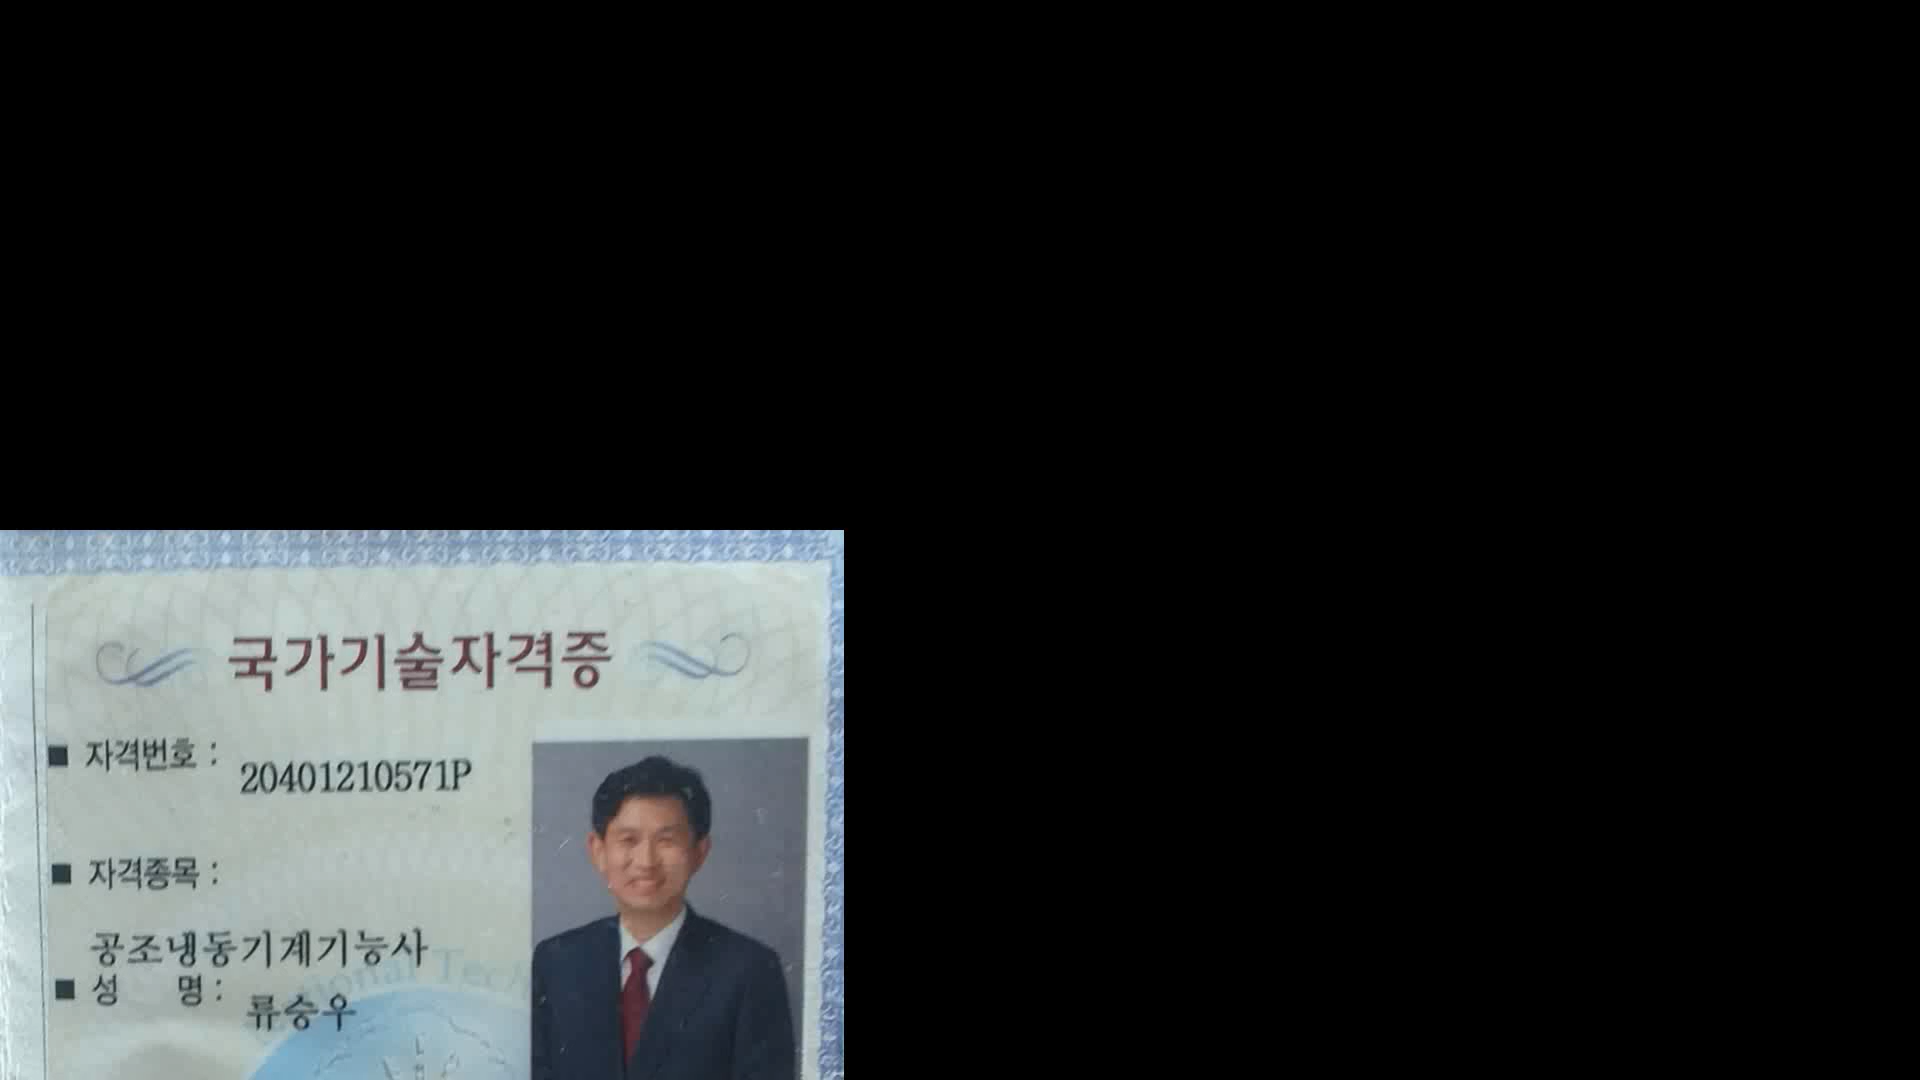 국가기술자격증
■ 자격번호 : 20401210571P
■ 자격종목 :
공조냉동기계기능사
■ 성 명 : 류승우